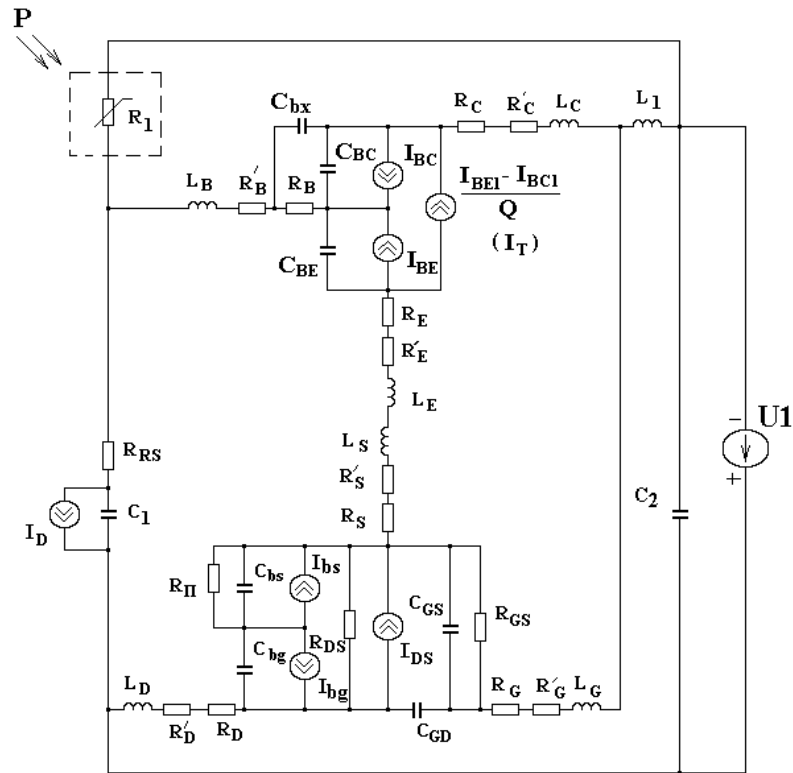 P
R1
Cbx
RC
R′C
LC
L1
CBC
IBC
IBE1 - IBC1
Q
(IT)
LB
R′B
RB
CBE
IBE
RE
R′E
LE
LS
R′S
RS
RRS
ID
C1
C2
U1
−
+
RП
Cbs
Ibs
RDS
IDS
CGS
RGS
Cbg
Ibg
LD
R′D
RD
CGD
RG
R′G
LG